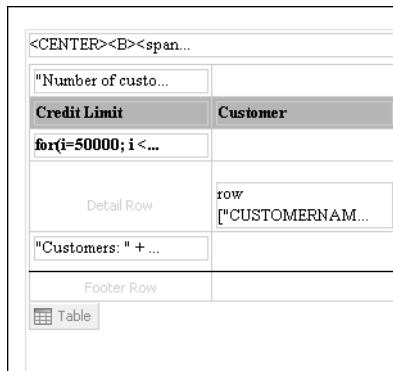 <CENTER><B><span...
"Number of custo...
Credit Limit Customer
for(i=50000; i <...
Detail Row
row
["CUSTOMERNAM...
"Customers: " + ...
Footer Row
Table